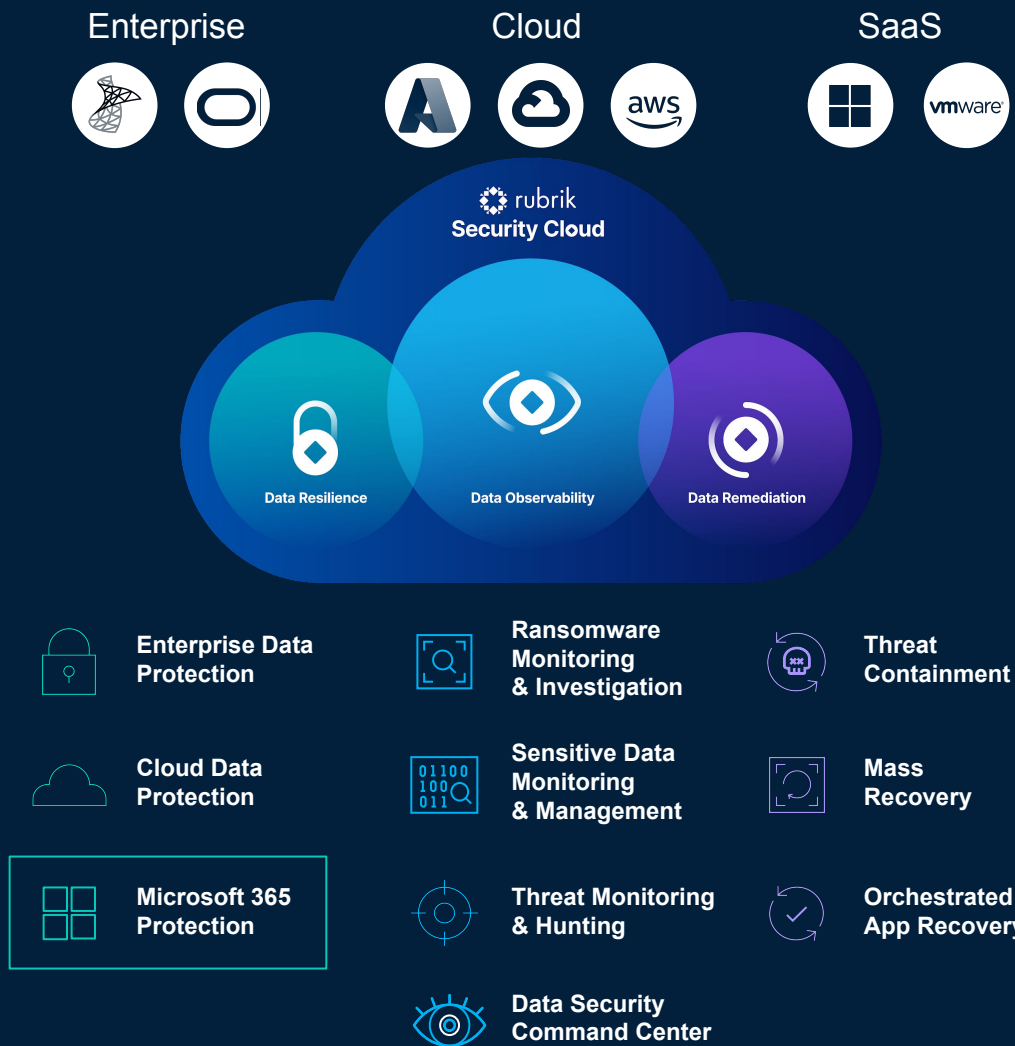 Enterprise
Cloud
SaaS
aws
vmware
rubrik
Security Cloud
Data Resilience
Data Observability
Data Remediation
Enterprise Data
Protection
Ransomware
Monitoring
& Investigation
Threat
Containment
Cloud Data
Protection
01100
100
011
Sensitive Data
Monitoring
& Management
Mass
Recovery
Microsoft 365
Protection
Threat Monitoring
& Hunting
Orchestrated
App Recovery
Data Security
Command Center